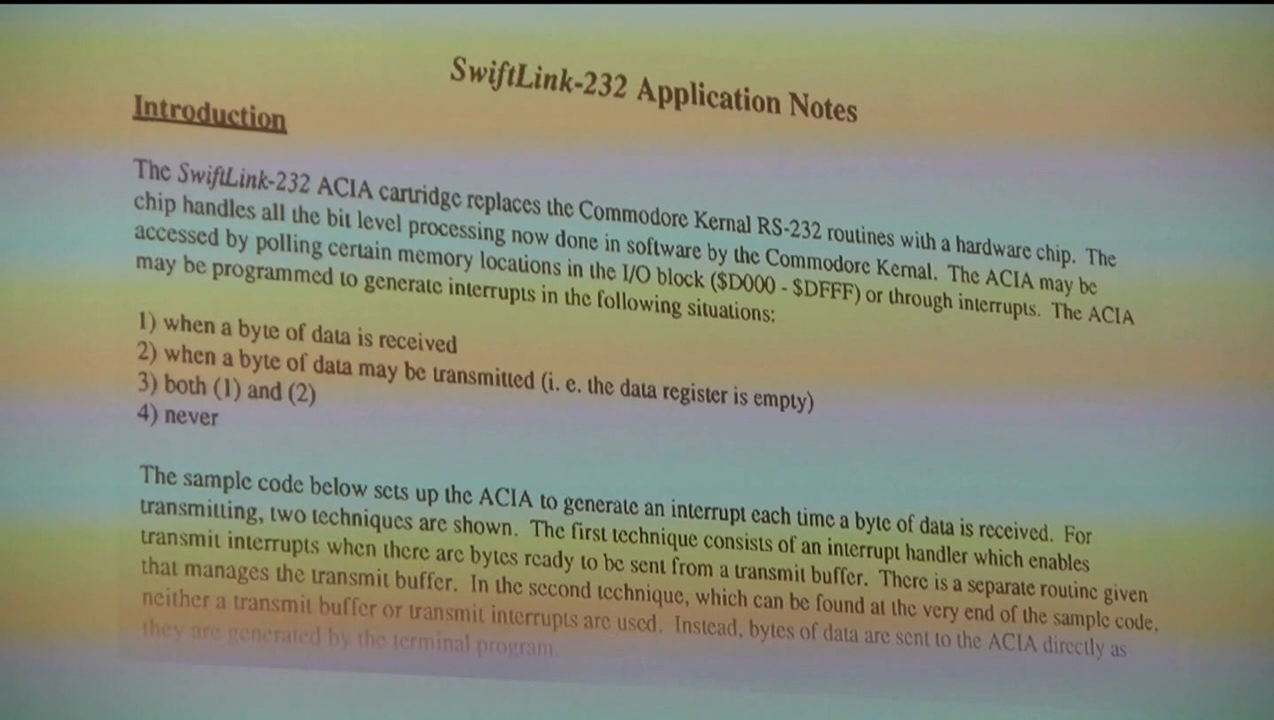 SwiftLink-232 Application Notes
Introduction
The SwiftLink-232 ACIA cartridge replaces the Commodore Kernal RS-232 routines with a hardware chip. The
chip handles all the bit level processing now done in software by the Commodore Kernal. The ACIA may be
accessed by polling certain memory locations in the I/O block ($D000 - $DFFF) or through interrupts. The ACIA
may be programmed to generate interrupts in the following situations:
1) when a byte of data is received
2) when a byte of data may be transmitted (i. e. the data register is empty)
3) both (1) and (2)
4) never
The sample code below sets up the ACIA to generate an interrupt each time a byte of data is received. For
transmitting, two techniques are shown. The first technique consists of an interrupt handler which enables
transmit interrupts when there are bytes ready to be sent from a transmit buffer. There is a separate routine given
that manages the transmit buffer. In the second technique, which can be found at the very end of the sample code,
neither a transmit buffer or transmit interrupts are used. Instead, bytes of data are sent to the ACIA directly as
they are generated by the terminal program.